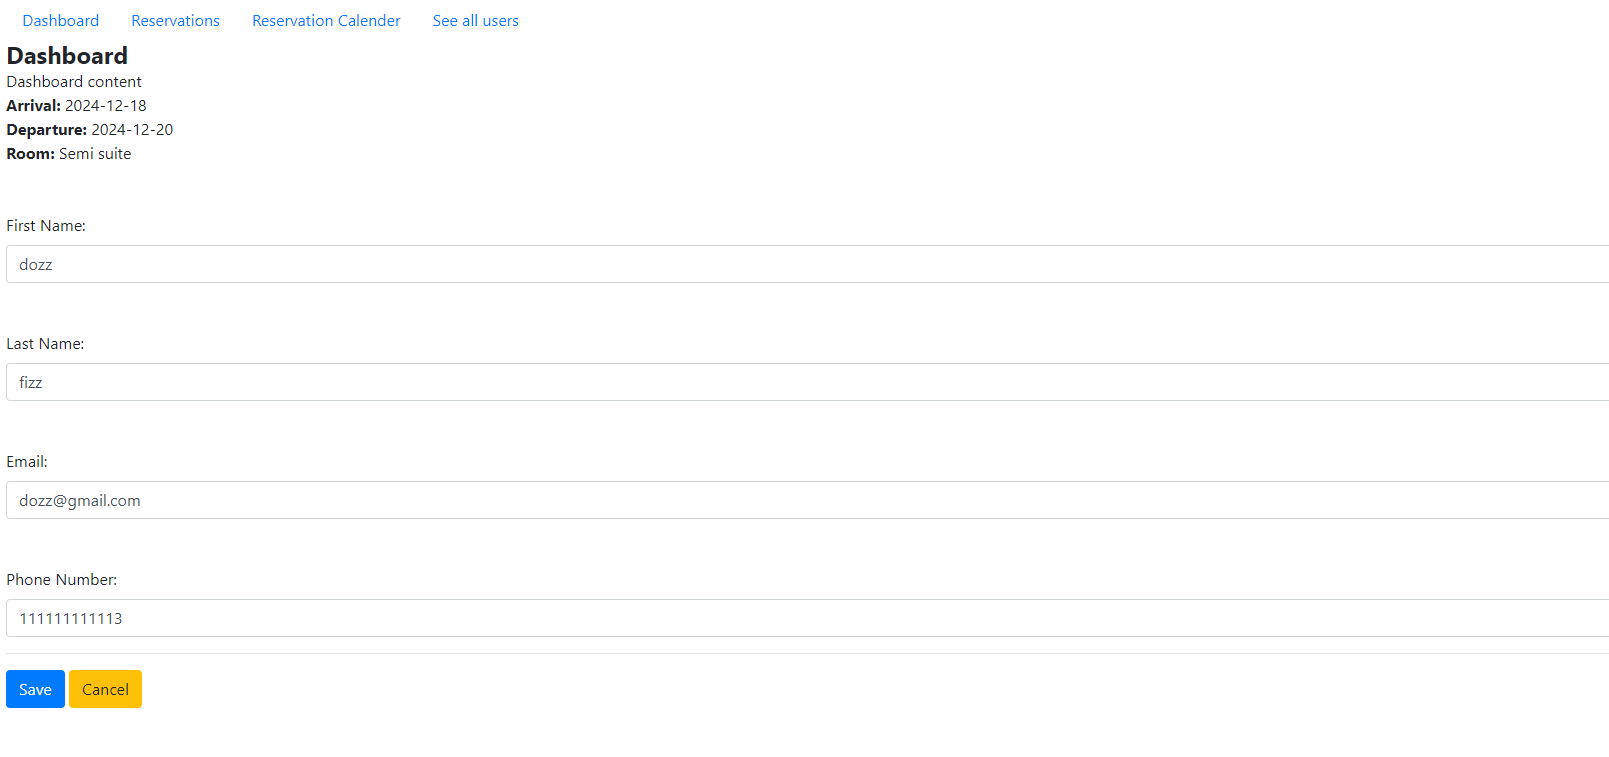 Dashboard Reservations Reservation Calender See all users
Dashboard
Dashboard content
Arrival: 2024-12-18
Departure: 2024-12-20
Room: Semi suite
First Name:
dozz
Last Name:
fizz
Email:
dozz@gmail.com
Phone Number:
111111111113
Save Cancel